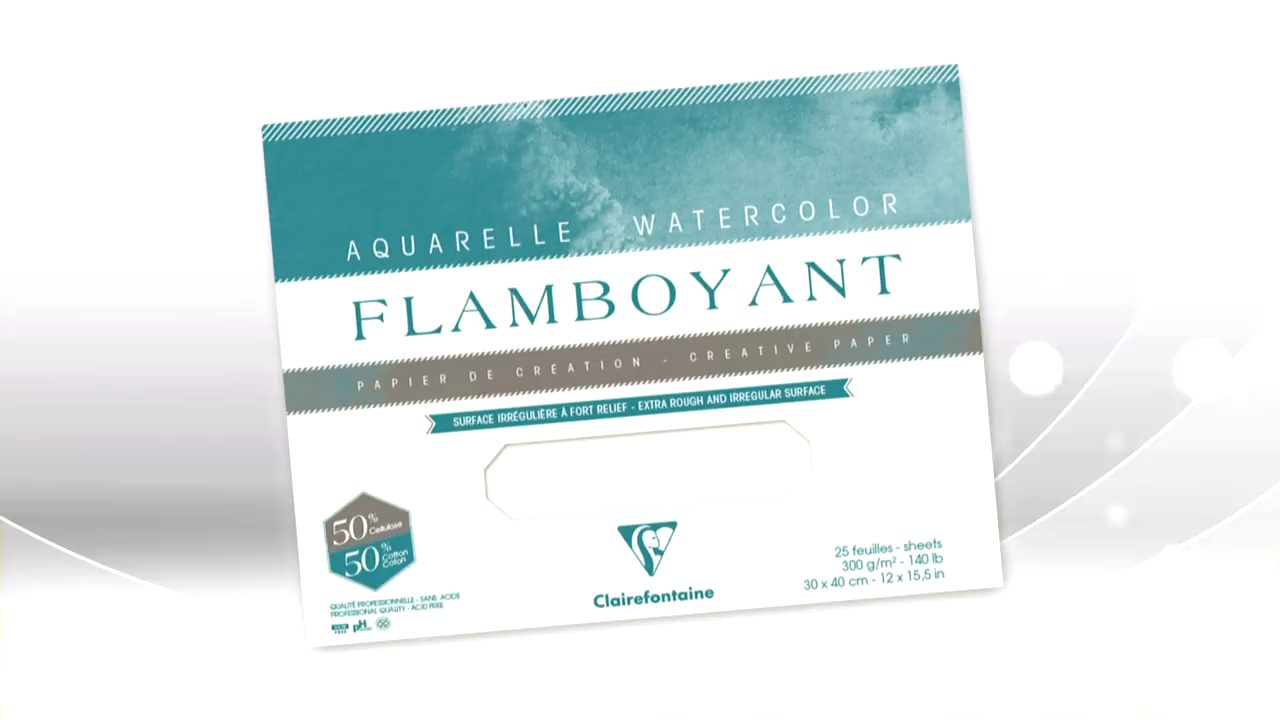 AQUARELLE WATERCOLOR
FLAMBOYANT
PAPIER DE CRÉATION - CREATIVE PAPER
SURFACE IRRÉGULIÈRE À FORT RELIEF - EXTRA ROUGH AND IRREGULAR SURFACE
50% Cellulose
50% Cotton
Coton
QUALITÉ PROFESSIONNELLE - SANS ACIDE
PROFESSIONAL QUALITY - ACID FREE
pH
Clairefontaine
25 feuilles - sheets
300 g/m² - 140 lb
30 x 40 cm - 12 x 15,5 in